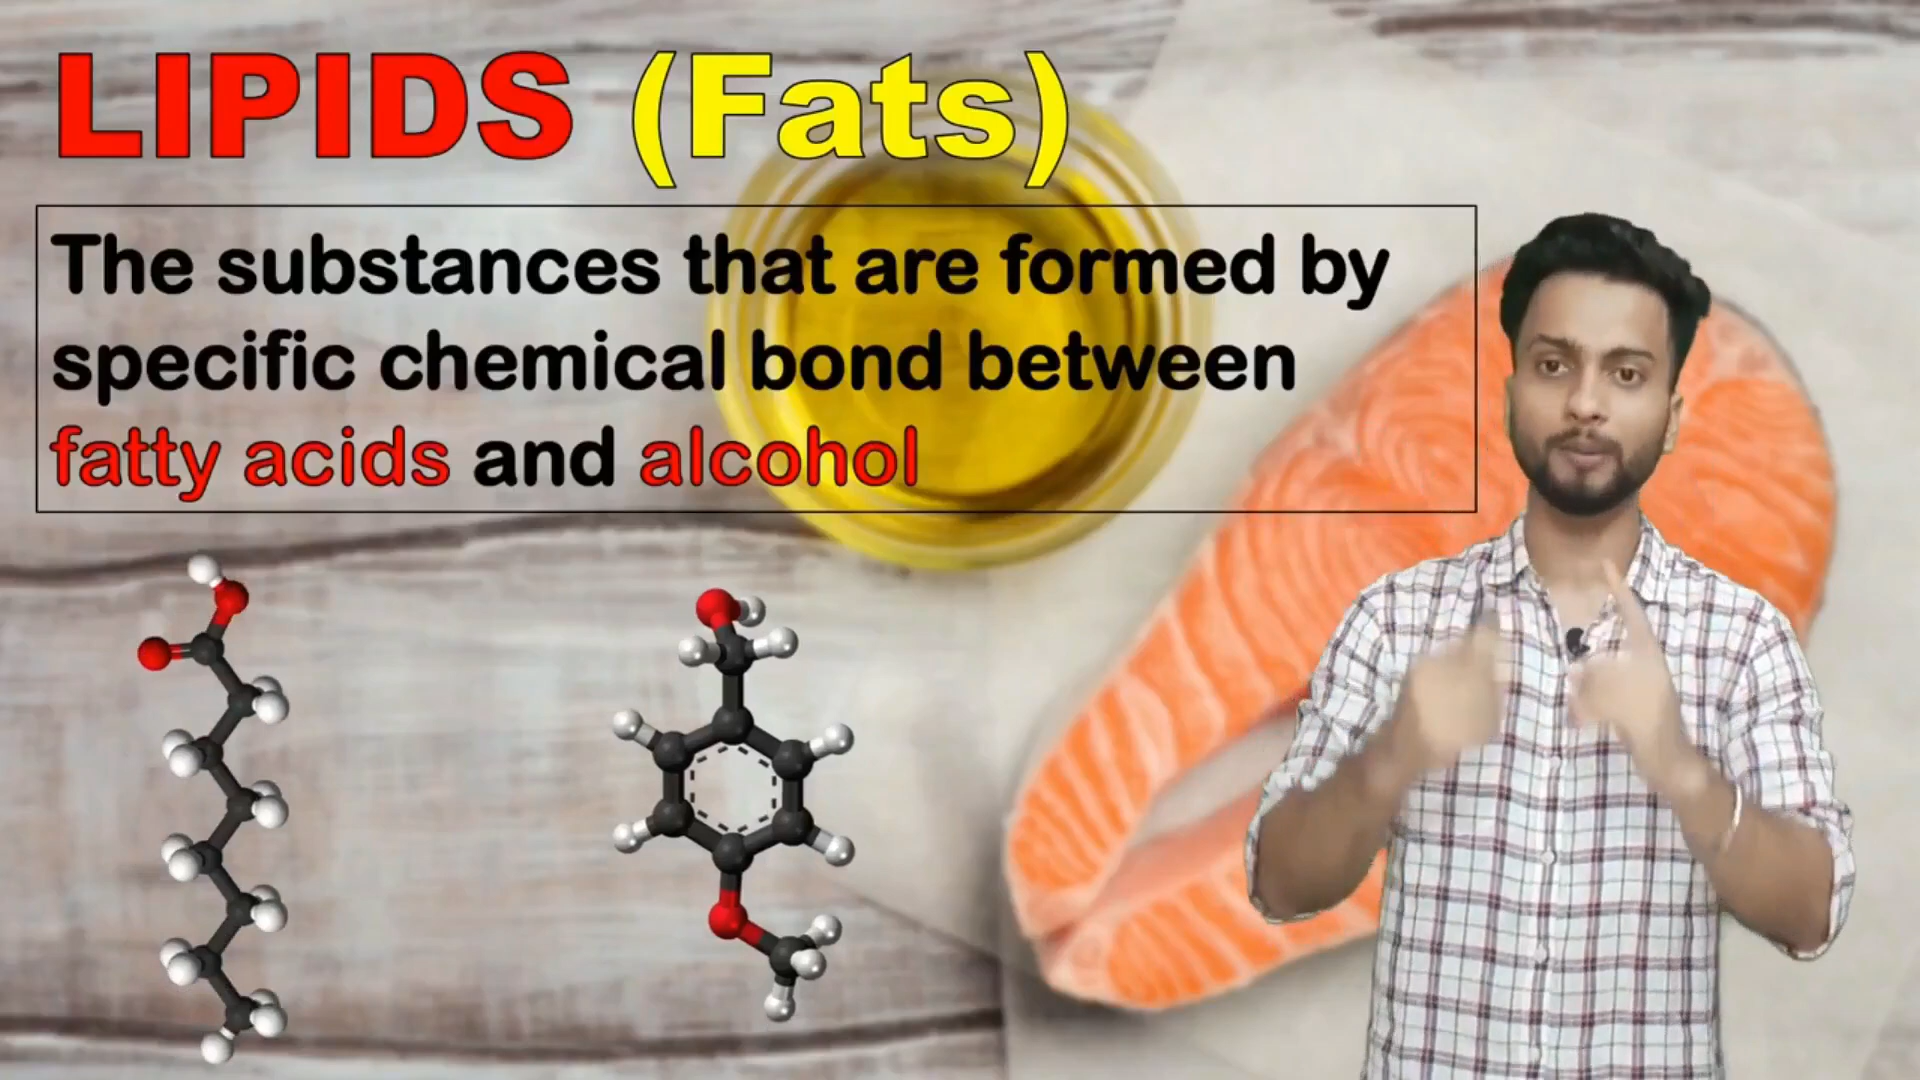 LIPIDS (Fats)
The substances that are formed by
specific chemical bond between
fatty acids and alcohol